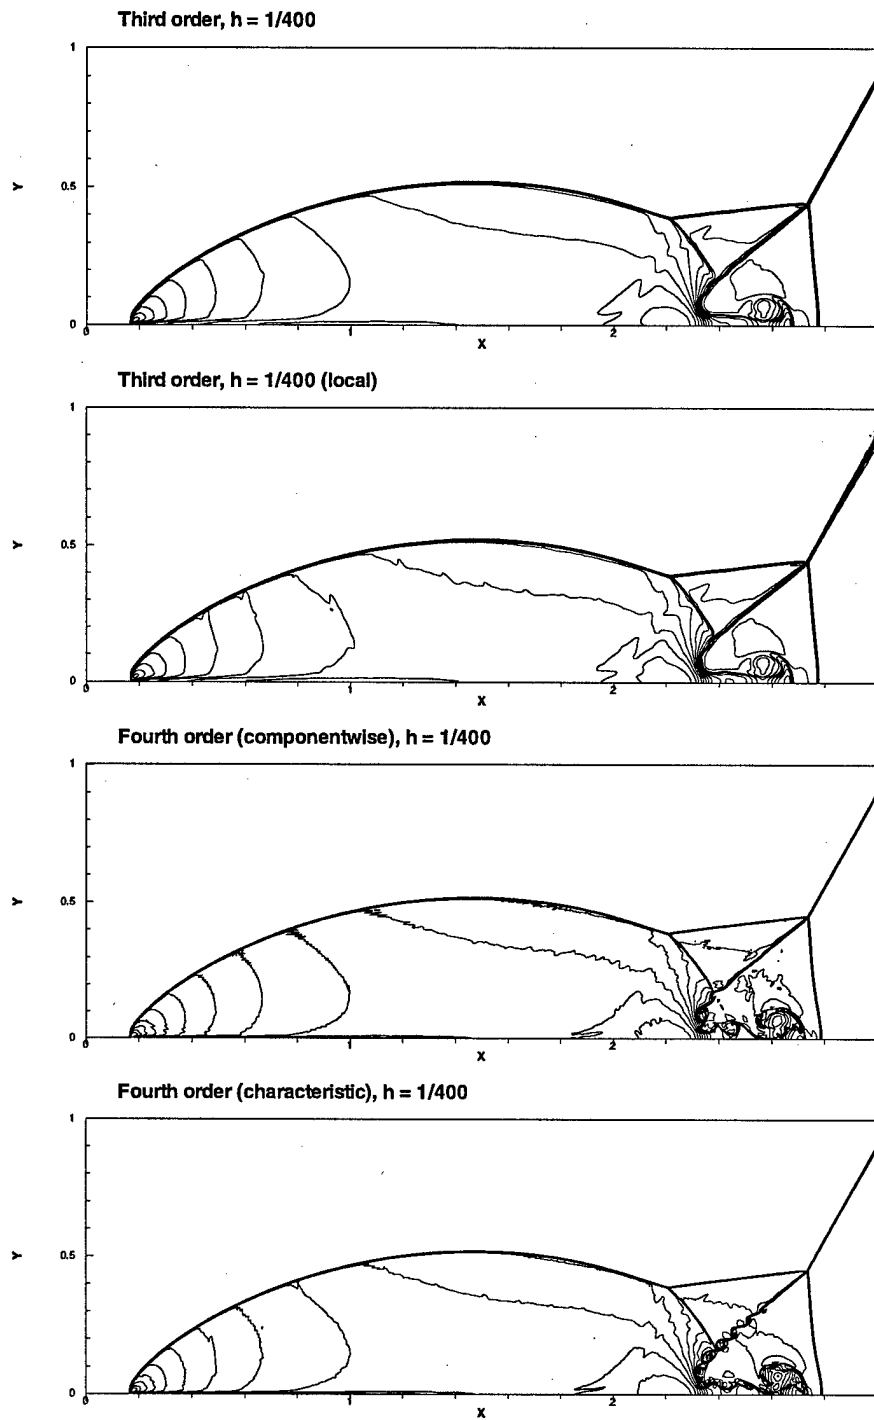 Third order, h = 1/400
1
Y
0.5
0
0
1
2
X
Third order, h = 1/400 (local)
1
Y
0.5
0
0
1
2
X
Fourth order (componentwise), h = 1/400
1
Y
0.5
0
0
1
2
X
Fourth order (characteristic), h = 1/400
1
Y
0.5
0
0
1
2
X